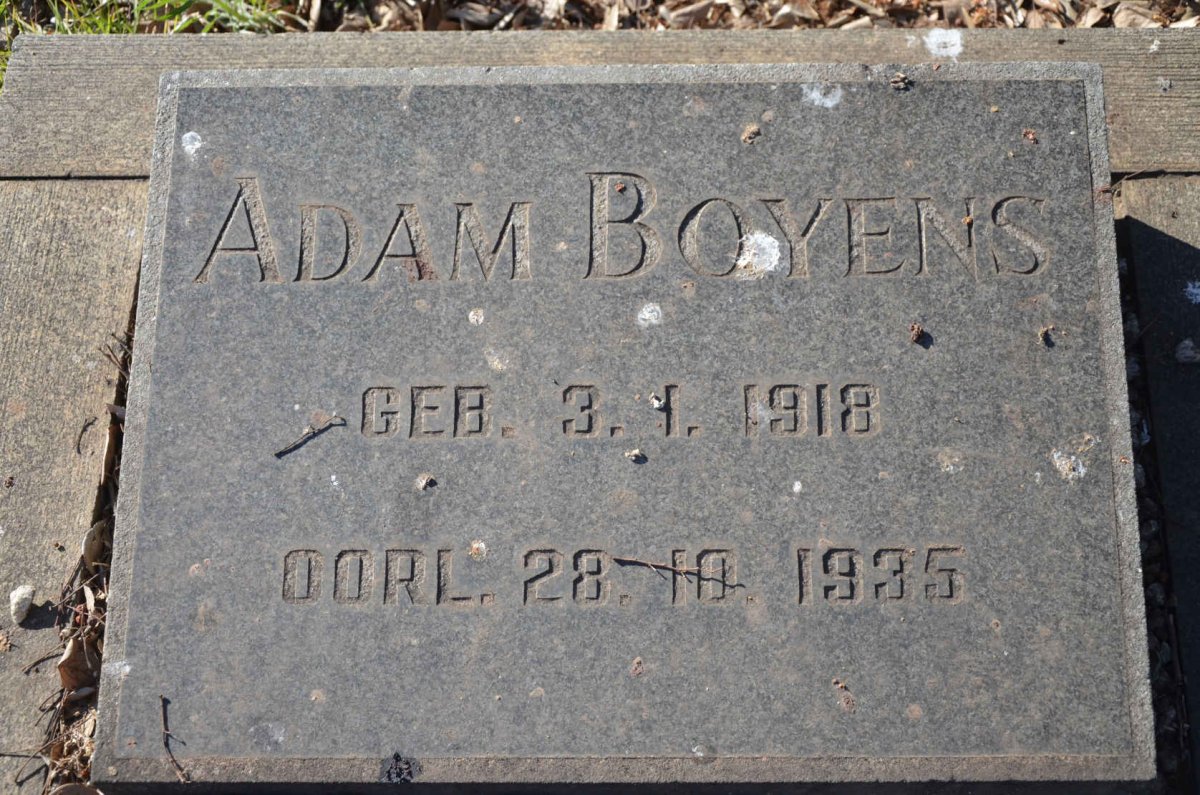 ADAM BOYENS
GEB. 3. 1. 1918
OORL. 28. 10. 1935